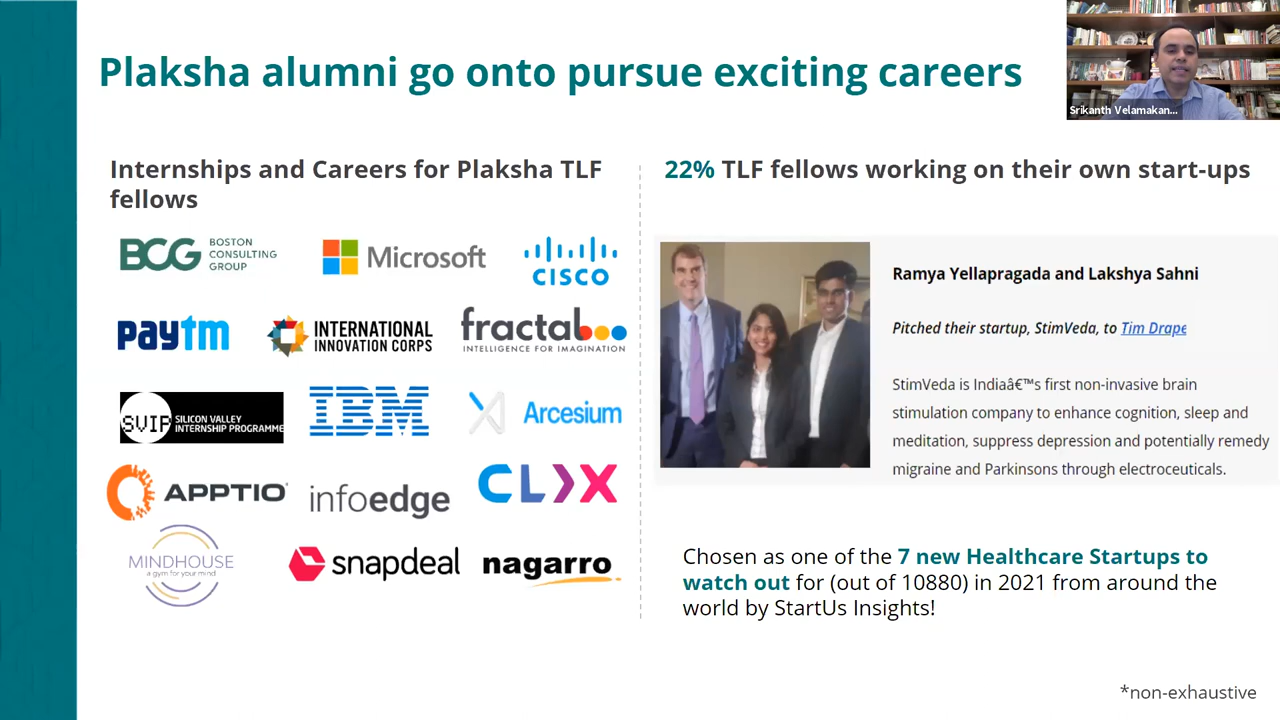 Plaksha alumni go onto pursue exciting careers
Srikanth Velamakan...
Internships and Careers for Plaksha TLF
fellows
BCG BOSTON
CONSULTING
GROUP
Microsoft
CISCO
paytm
INTERNATIONAL
INNOVATION CORPS
fractal
INTELLIGENCE FOR IMAGINATION
SVIP SILICON VALLEY
INTERNSHIP PROGRAMME
IBM
Arcesium
APPTIO
infoedge
CLIX
MINDHOUSE
a gym for your mind
snapdeal
nagarro
22% TLF fellows working on their own start-ups
Ramya Yellapragada and Lakshya Sahni
Pitched their startup, StimVeda, to Tim Drape
StimVeda is Indiaâ€™s first non-invasive brain
stimulation company to enhance cognition, sleep and
meditation, suppress depression and potentially remedy
migraine and Parkinsons through electroceuticals.
Chosen as one of the 7 new Healthcare Startups to
watch out for (out of 10880) in 2021 from around the
world by StartUs Insights!
*non-exhaustive